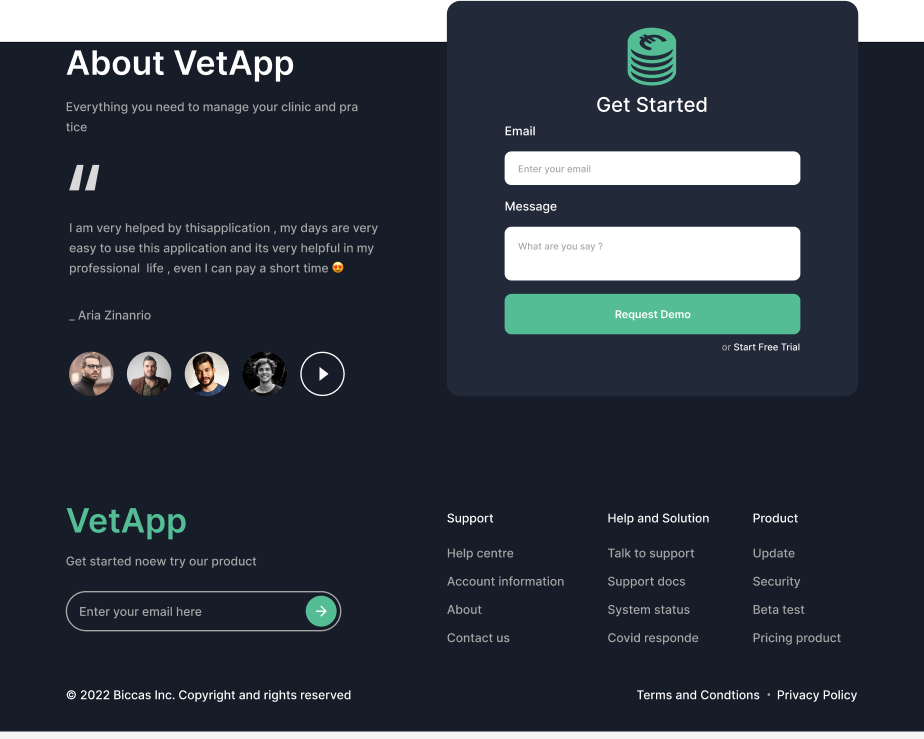 About VetApp
Everything you need to manage your clinic and pra
tice
I am very helped by thisapplication , my days are very
easy to use this application and its very helpful in my
professional  life , even I can pay a short time 😍
_ Aria Zinanrio
Get Started
Email
Enter your email
Message
What are you say ?
Request Demo
or Start Free Trial
VetApp
Get started noew try our product
Enter your email here
Support
Help centre
Account information
About
Contact us
Help and Solution
Talk to support
Support docs
System status
Covid responde
Product
Update
Security
Beta test
Pricing product
© 2022 Biccas Inc. Copyright and rights reserved
Terms and Condtions • Privacy Policy